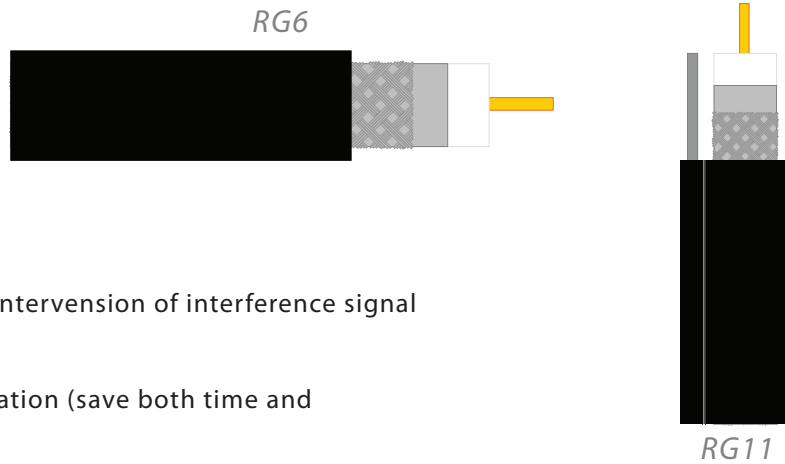 RG6
ntervension of interference signal
ation (save both time and
RG11